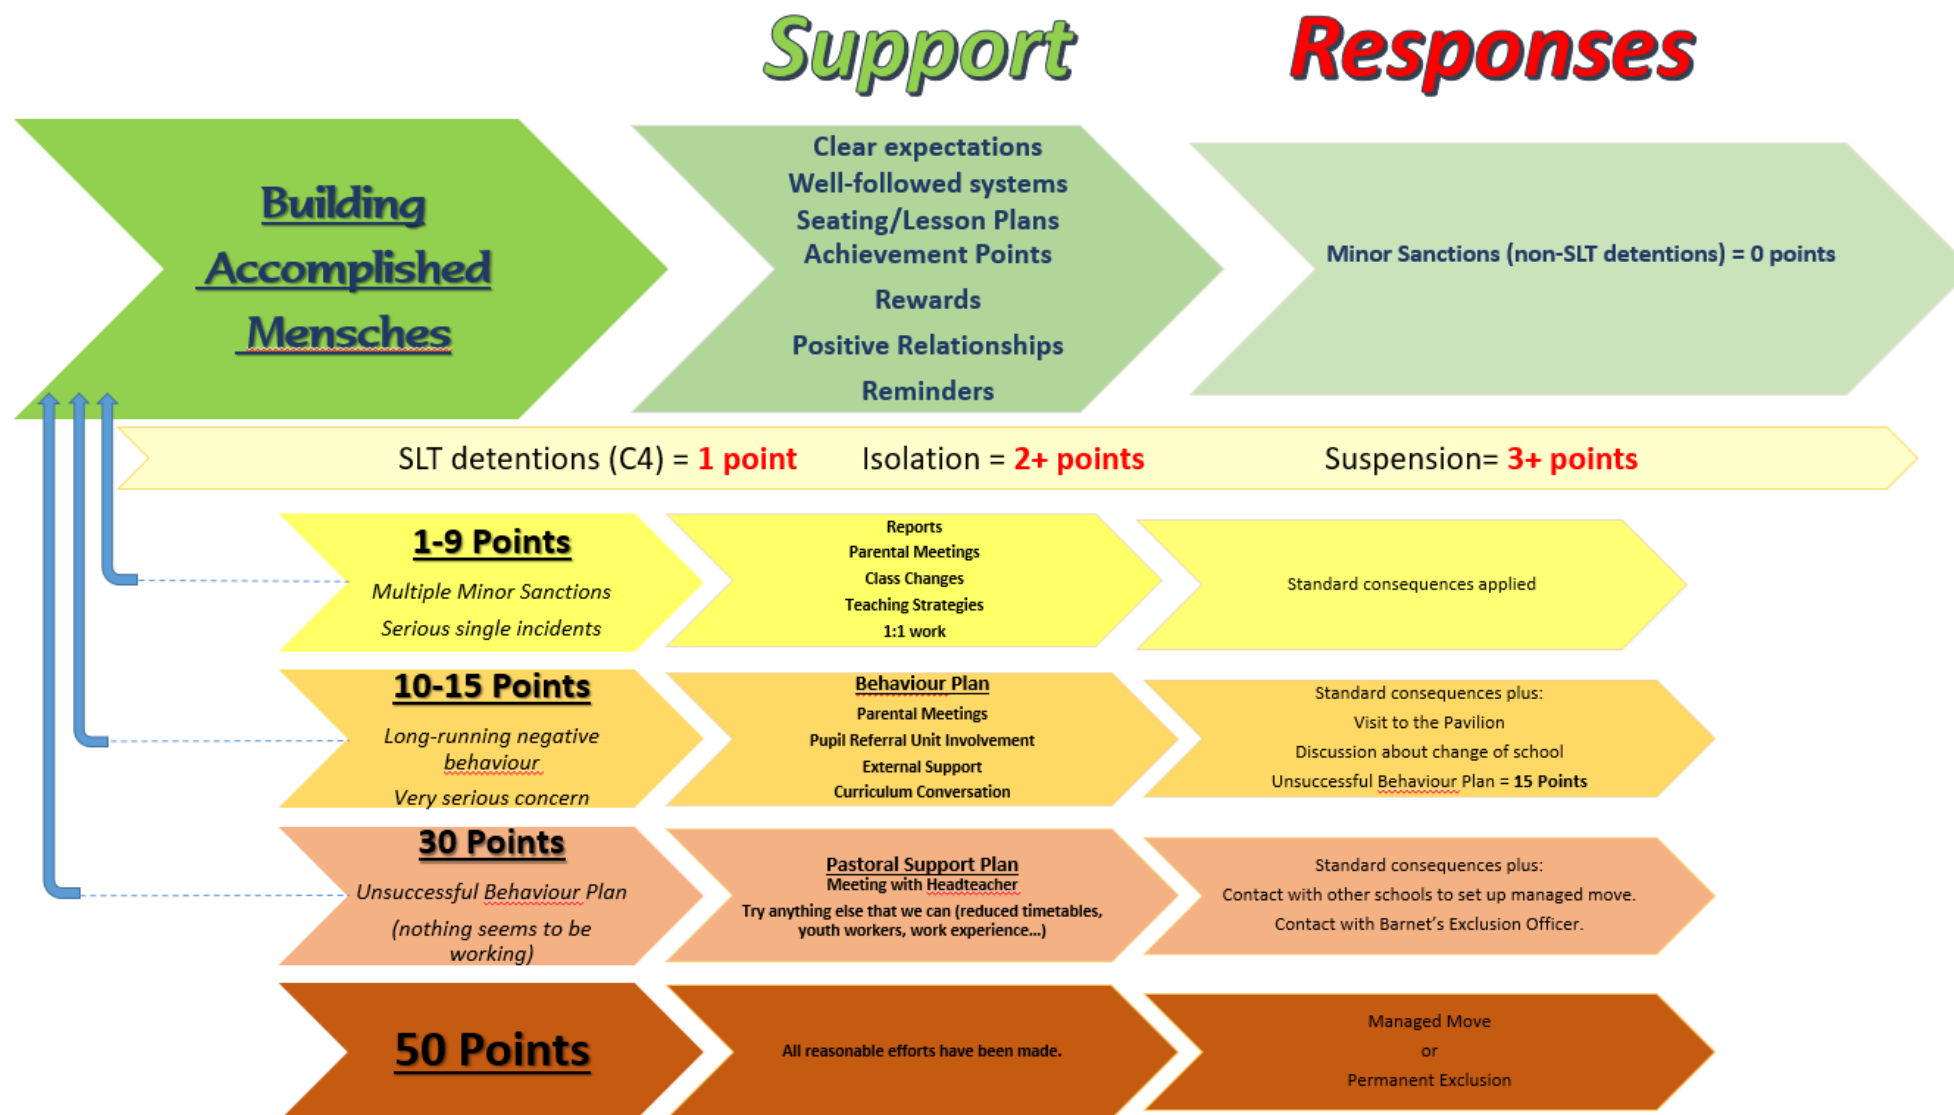 Support
Responses
Building
Accomplished
Mensches
Clear expectations
Well-followed systems
Seating/Lesson Plans
Achievement Points
Rewards
Positive Relationships
Reminders
Minor Sanctions (non-SLT detentions) = 0 points
SLT detentions (C4) = 1 point
Isolation = 2+ points
Suspension= 3+ points
1-9 Points
Multiple Minor Sanctions
Serious single incidents
Reports
Parental Meetings
Class Changes
Teaching Strategies
1:1 work
Standard consequences applied
10-15 Points
Long-running negative
behaviour
Very serious concern
Behaviour Plan
Parental Meetings
Pupil Referral Unit Involvement
External Support
Curriculum Conversation
Standard consequences plus:
Visit to the Pavilion
Discussion about change of school
Unsuccessful Behaviour Plan = 15 Points
30 Points
Unsuccessful Behaviour Plan
(nothing seems to be
working)
Pastoral Support Plan
Meeting with Headteacher
Try anything else that we can (reduced timetables,
youth workers, work experience…)
Standard consequences plus:
Contact with other schools to set up managed move.
Contact with Barnet’s Exclusion Officer.
50 Points
All reasonable efforts have been made.
Managed Move
or
Permanent Exclusion